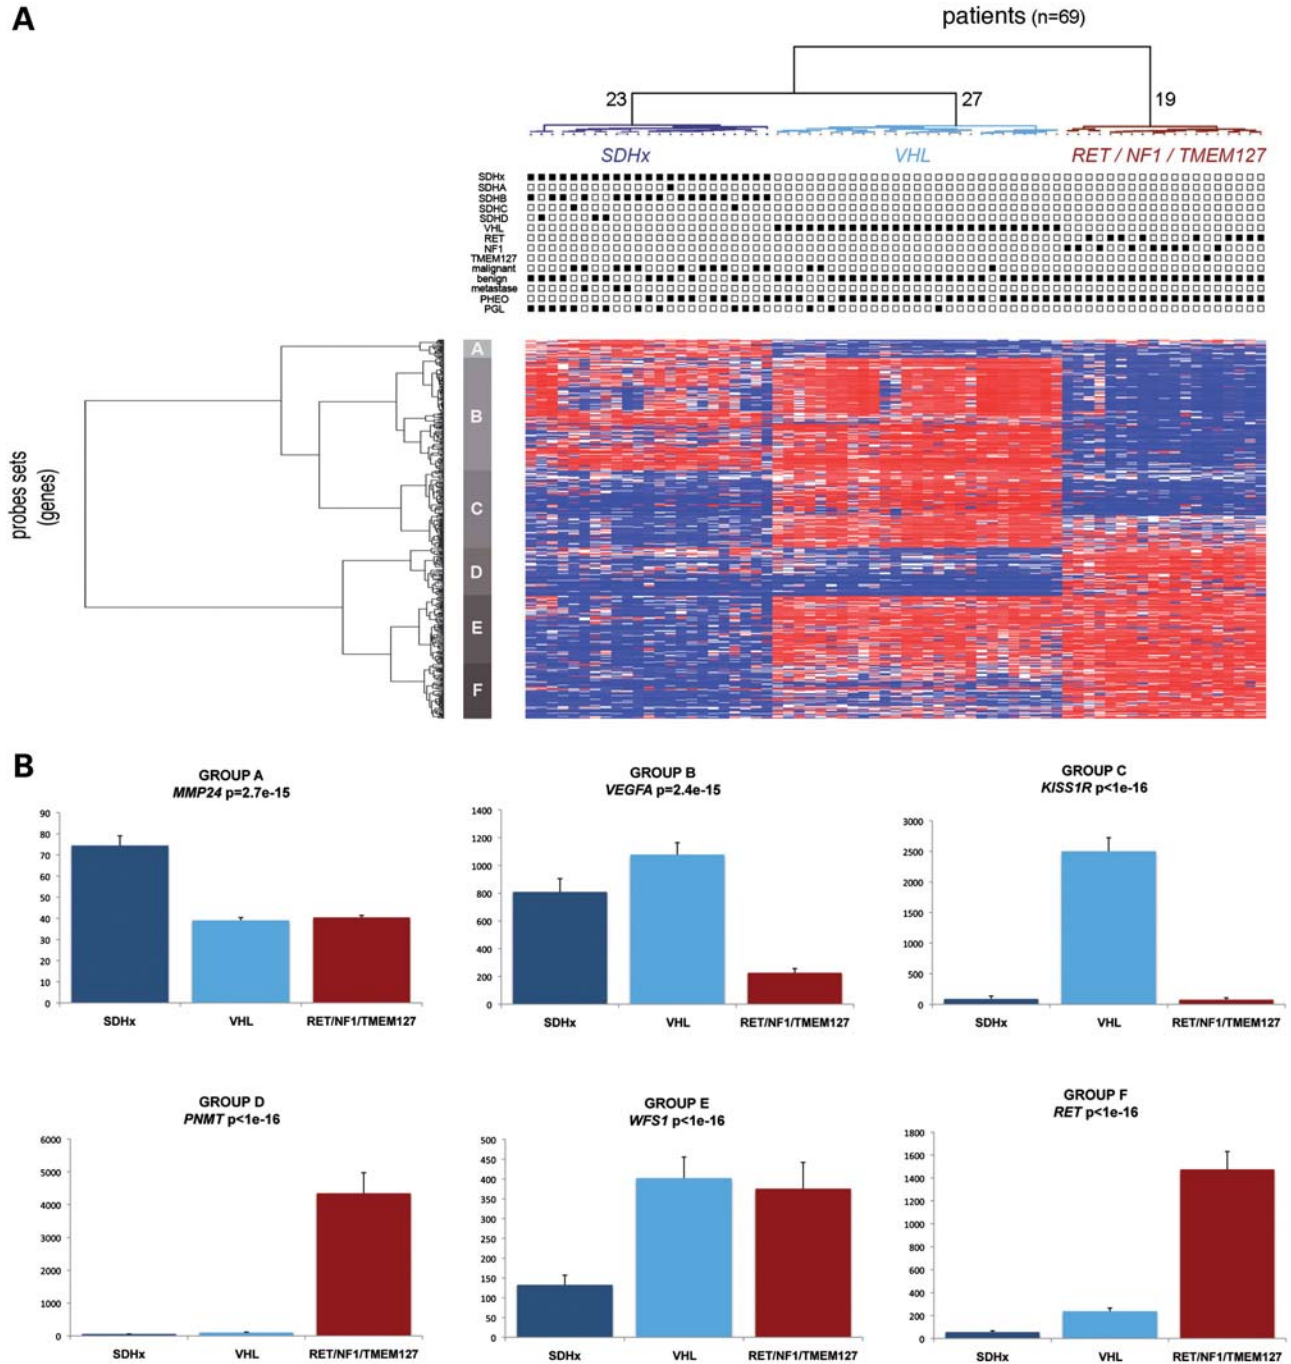 A
patients (n=69)
23
27
19
SDHx
VHL
RET / NF1 / TMEM127
SDHx
SDHA
SDHB
SDHC
SDHD
VHL
RET
NF1
TMEM127
malignant
benign
metastase
PHEO
PGL
probes sets
(genes)
A
B
C
D
E
F
B
GROUP A
MMP24 p=2.7e-15
90
80
70
60
50
40
30
20
10
0
SDHx VHL RET/NF1/TMEM127
GROUP B
VEGFA p=2.4e-15
1400
1200
1000
800
600
400
200
0
SDHx VHL RET/NF1/TMEM127
GROUP C
KISS1R p<1e-16
3000
2500
2000
1500
1000
500
0
SDHx VHL RET/NF1/TMEM127
GROUP D
PNMT p<1e-16
6000
5000
4000
3000
2000
1000
0
SDHx VHL RET/NF1/TMEM127
GROUP E
WFS1 p<1e-16
500
450
400
350
300
250
200
150
100
50
0
SDHx VHL RET/NF1/TMEM127
GROUP F
RET p<1e-16
1800
1600
1400
1200
1000
800
600
400
200
0
SDHx VHL RET/NF1/TMEM127